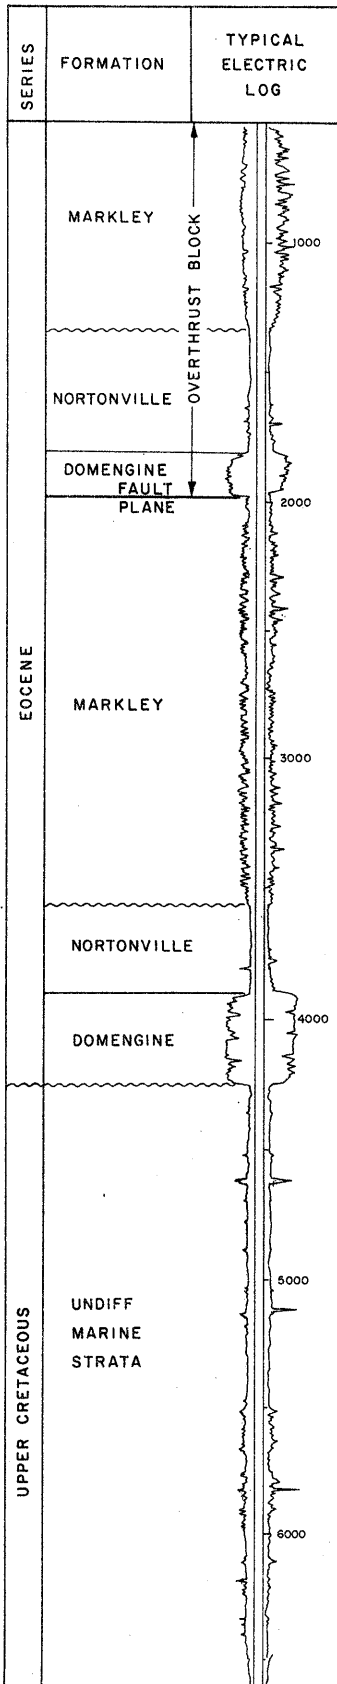 SERIES
FORMATION
TYPICAL
ELECTRIC
LOG
MARKLEY
OVERTHRUST BLOCK
1000
NORTONVILLE
DOMENGINE
FAULT
PLANE
2000
EOCENE
MARKLEY
3000
NORTONVILLE
4000
DOMENGINE
5000
UNDIFF
MARINE
STRATA
UPPER CRETACEOUS
6000